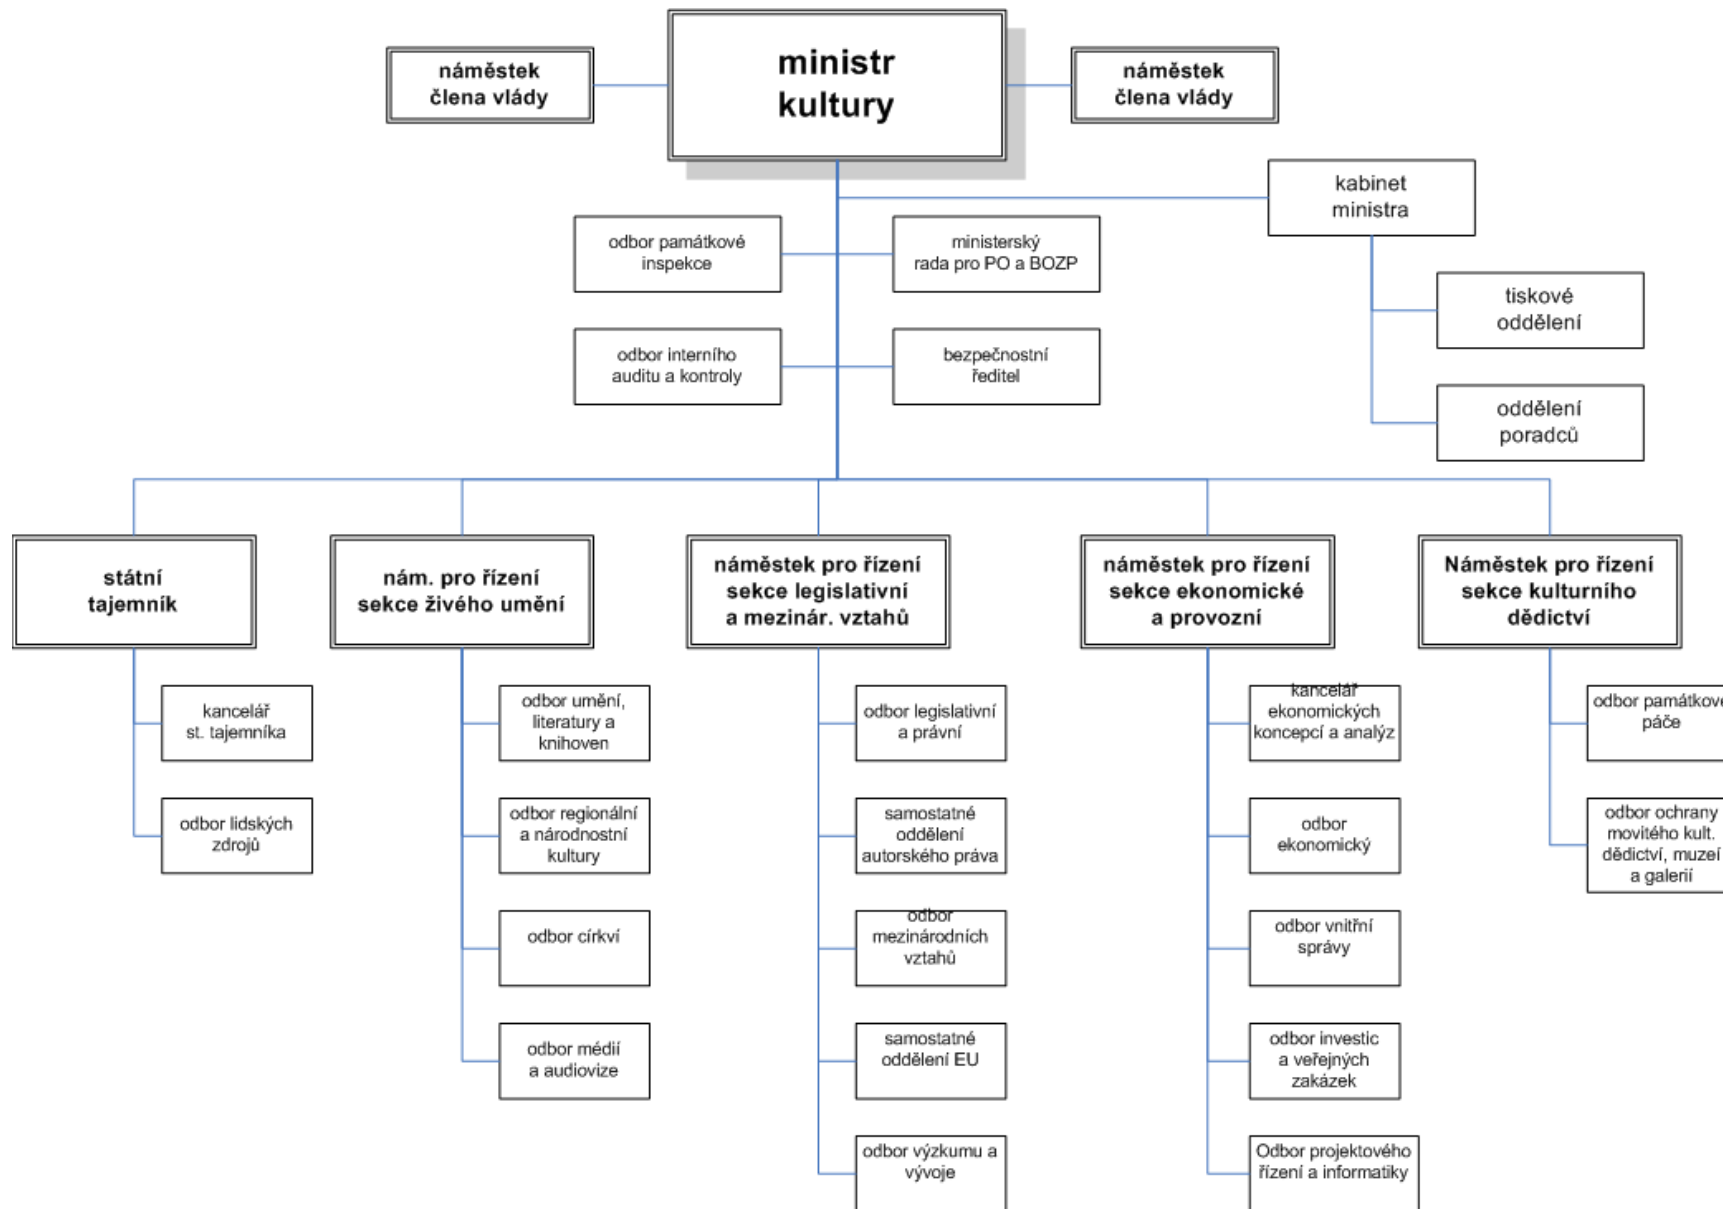 ministr
kultury
náměstek
člena vlády
náměstek
člena vlády
kabinet
ministra
odbor památkové
inspekce
ministerský
rada pro PO a BOZP
tiskové
oddělení
odbor interního
auditu a kontroly
bezpečnostní
ředitel
oddělení
poradců
státní
tajemník
nám. pro řízení
sekce živého umění
náměstek pro řízení
sekce legislativní
a mezinár. vztahů
náměstek pro řízení
sekce ekonomické
a provozní
Náměstek pro řízení
sekce kulturního
dědictví
kancelář
st. tajemníka
odbor lidských
zdrojů
odbor umění,
literatury a
knihoven
odbor regionální
a národnostní
kultury
odbor církví
odbor médií
a audiovize
odbor legislativní
a právní
samostatné
oddělení
autorského práva
odbor
mezinárodních
vztahů
samostatné
oddělení EU
odbor výzkumu a
vývoje
kancelář
ekonomických
koncepcí a analýz
odbor
ekonomický
odbor vnitřní
správy
odbor investic
a veřejných
zakázek
Odbor projektového
řízení a informatiky
odbor památkové
páče
odbor ochrany
movitého kult.
dědictví, muzeí
a galerií